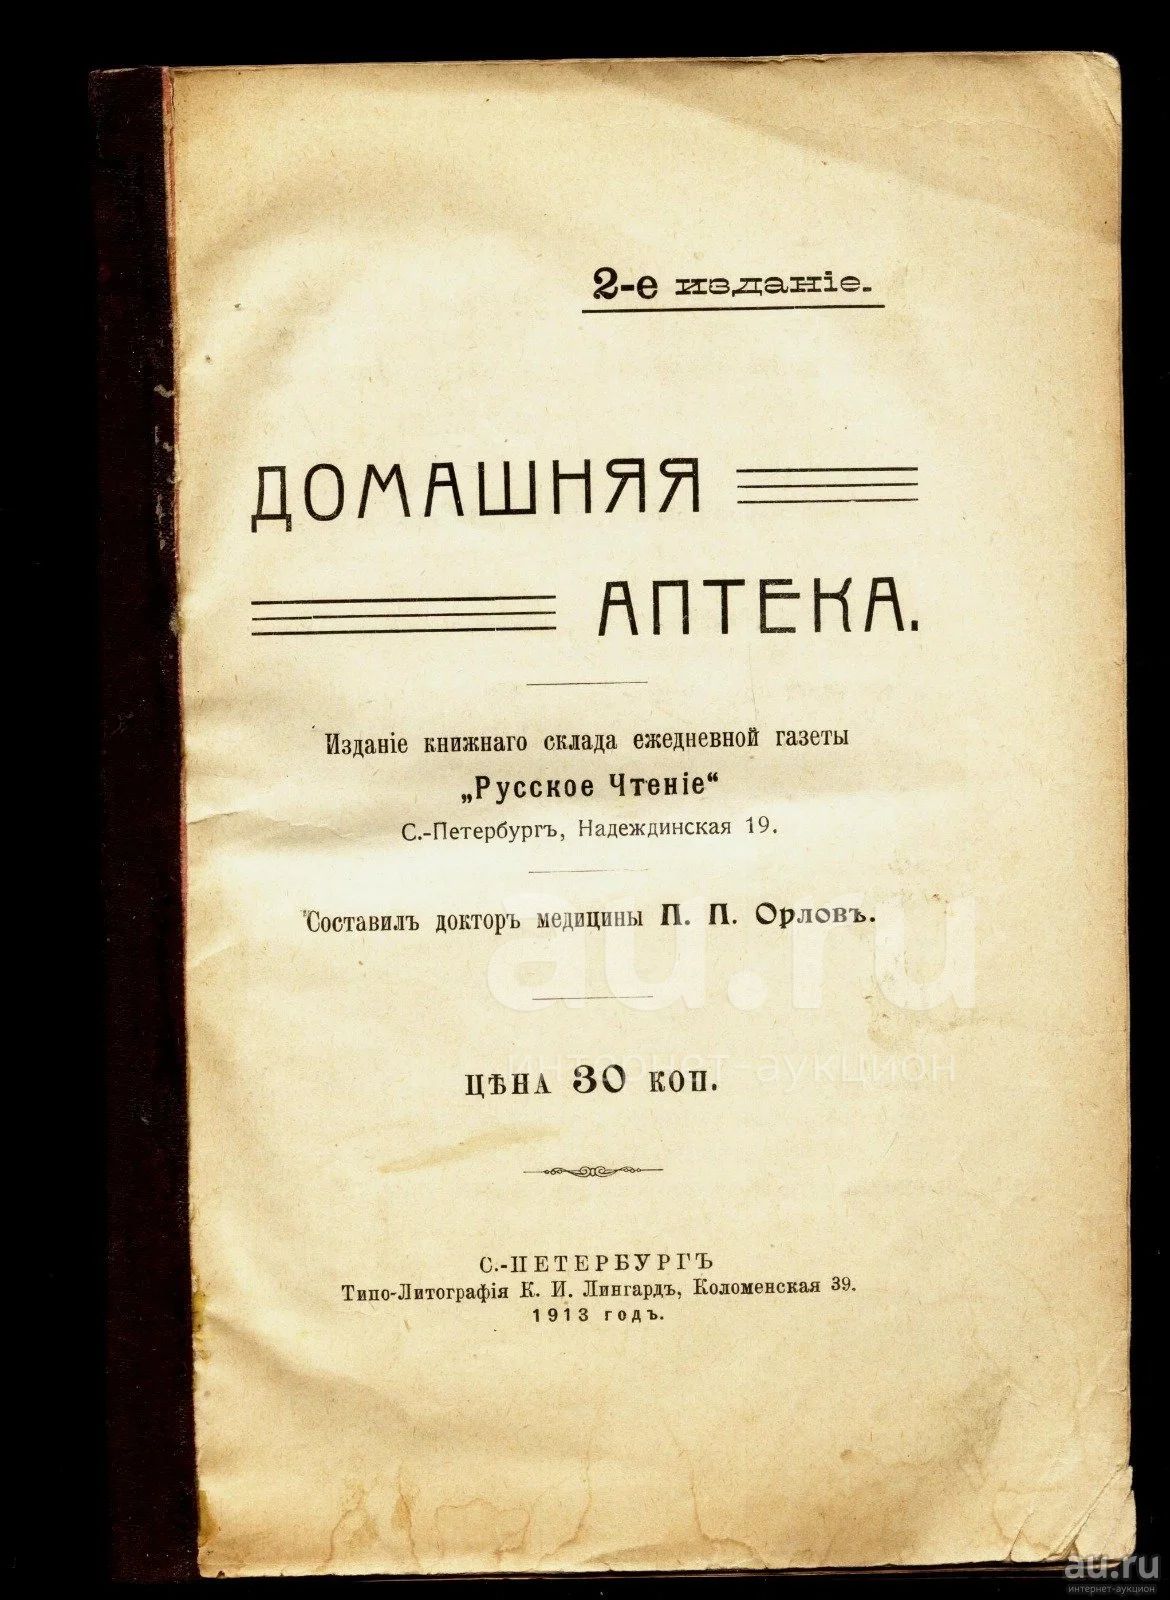 2-е изданіе.
ДОМАШНЯЯ
АПТЕКА.
Изданіе книжнаго склада ежедневной газеты
„Русское Чтеніе“
С.-Петербургъ, Надеждинская 19.
Составилъ докторъ медицины П. П. Орловъ.
au.ru
интернет-аукцион
ЦѢНА 30 КОП.
С.-ПЕТЕРБУРГЪ
Типо-Литографія К. И. Лингардъ, Коломенская 39.
1913 годъ.
au.ru
интернет-аукцион